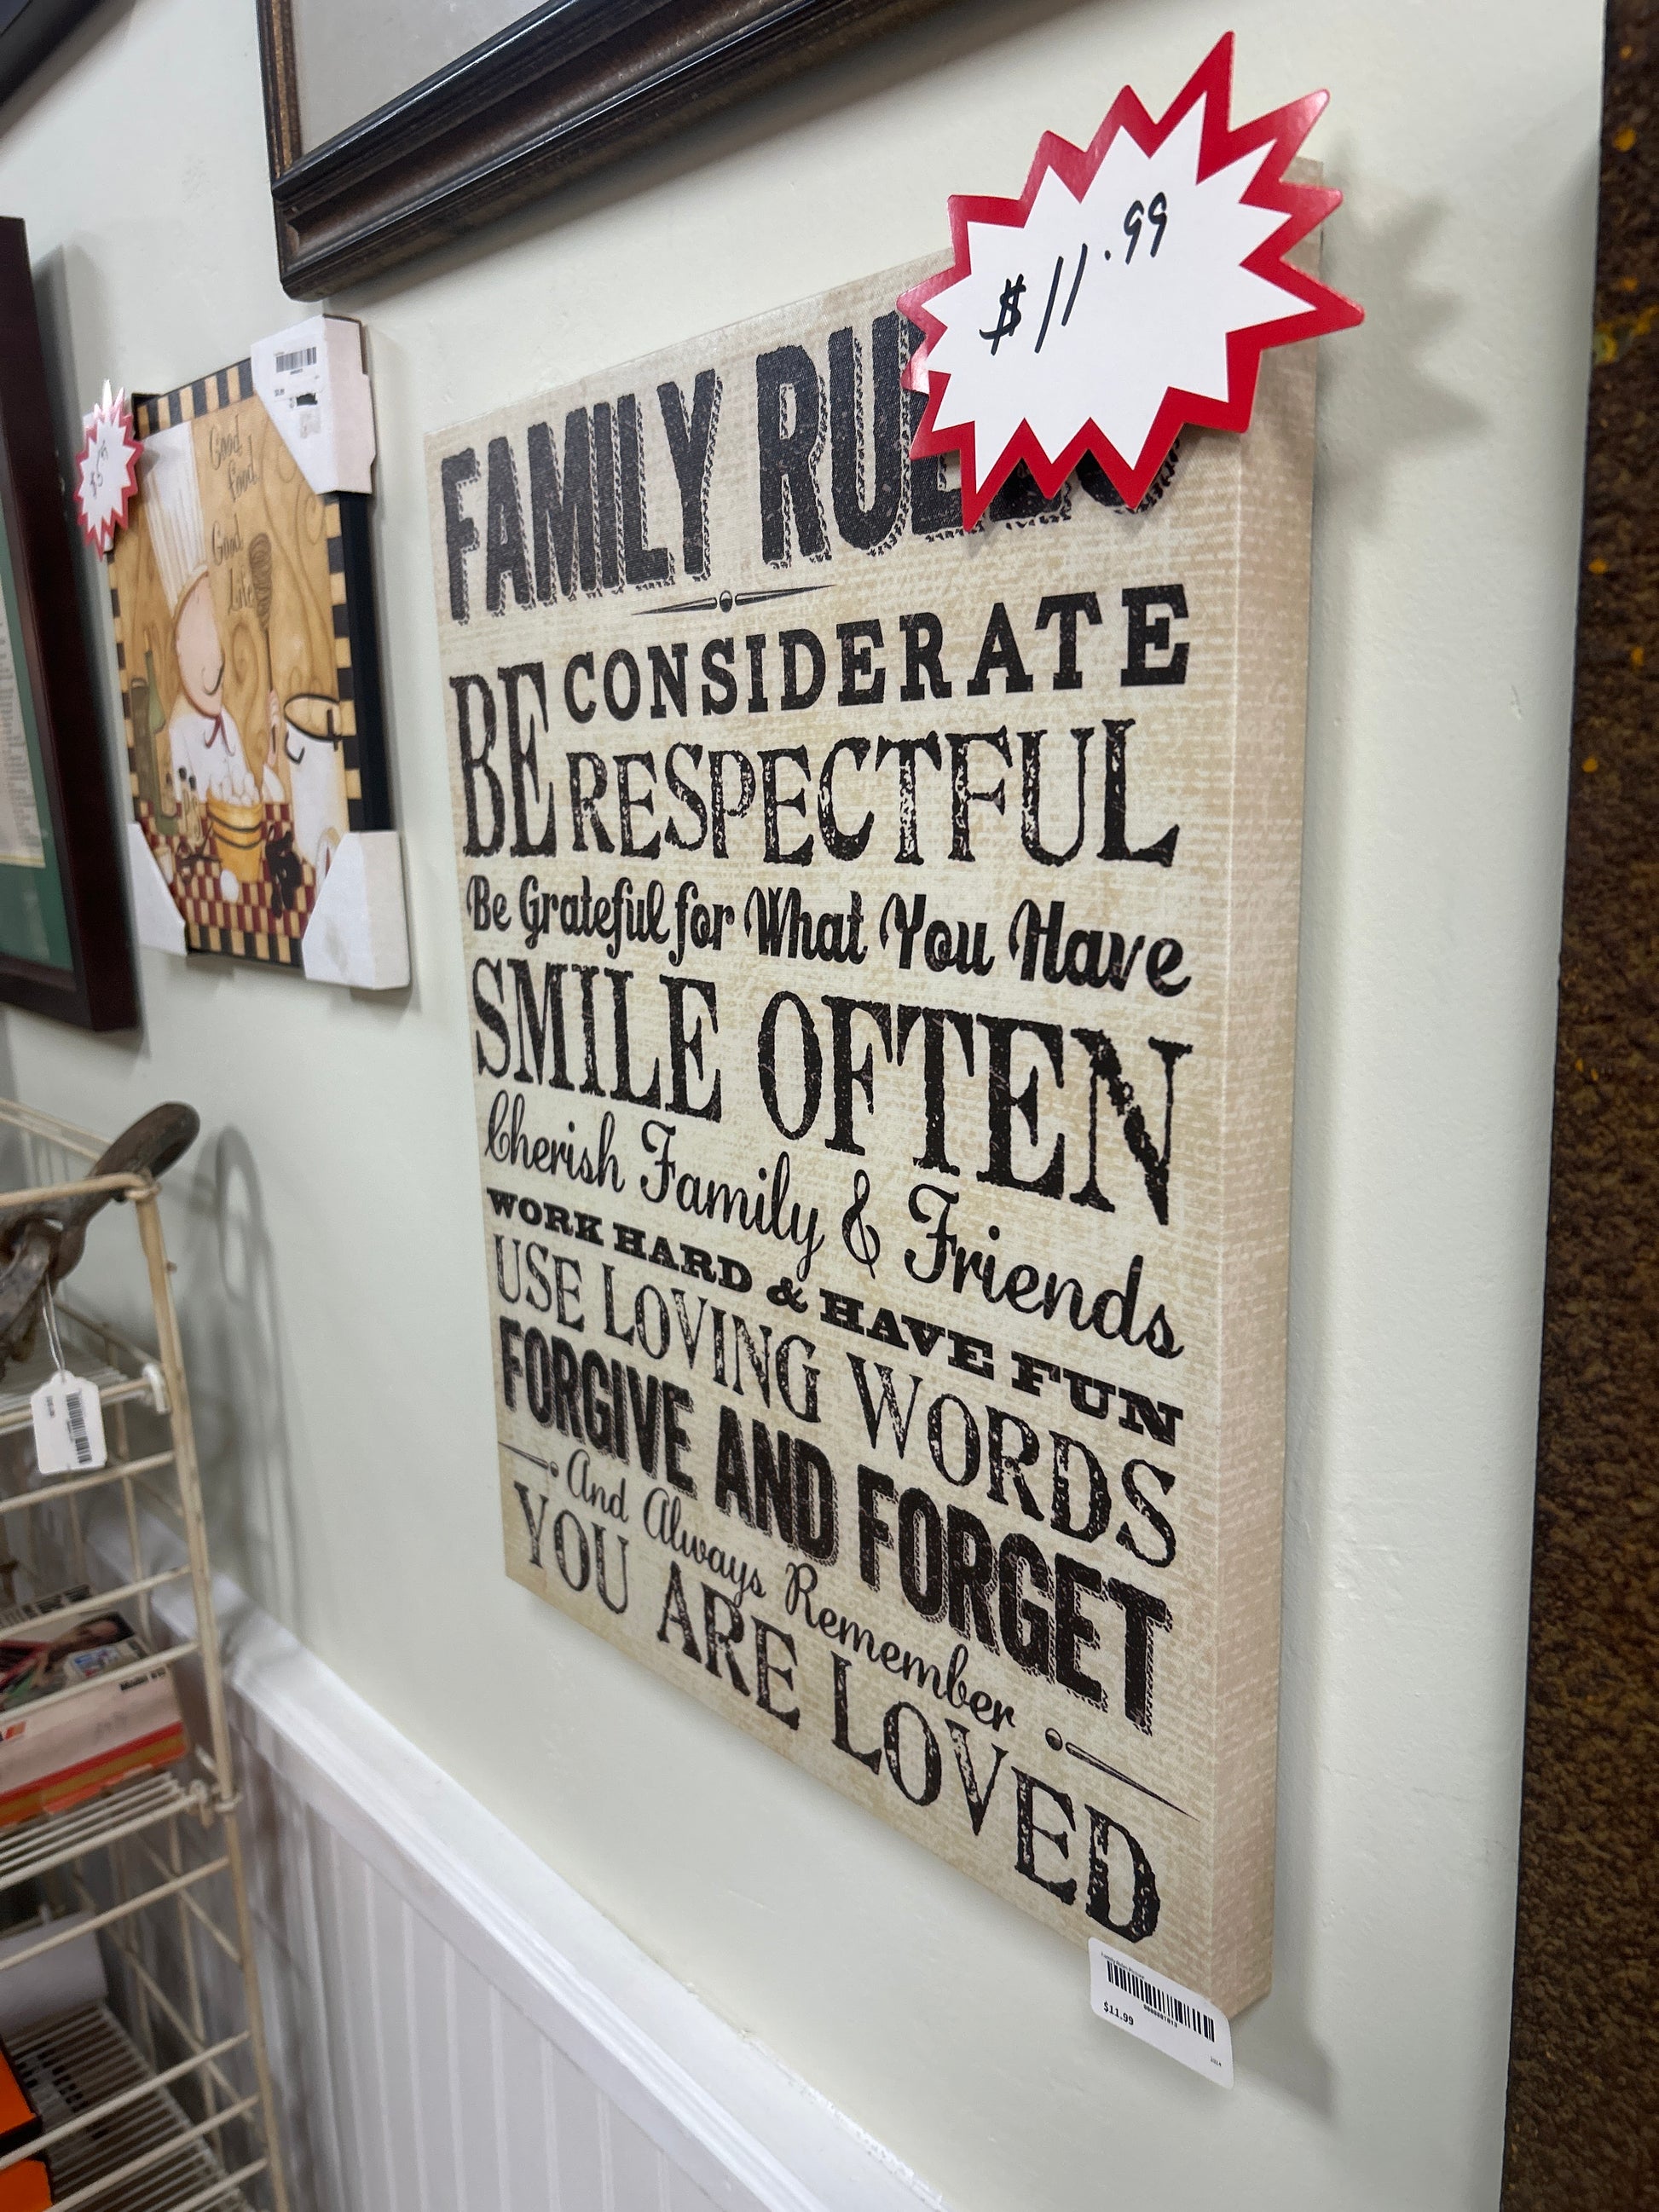 $11.99
FAMILY RULES
BE CONSIDERATE
RESPECTFUL
Be Grateful for What You Have
SMILE OFTEN
Cherish Family & Friends
WORK HARD & HAVE FUN
USE LOVING WORDS
FORGIVE AND FORGET
And Always Remember
YOU ARE LOVED
$11.99
Good
food
Good
Life